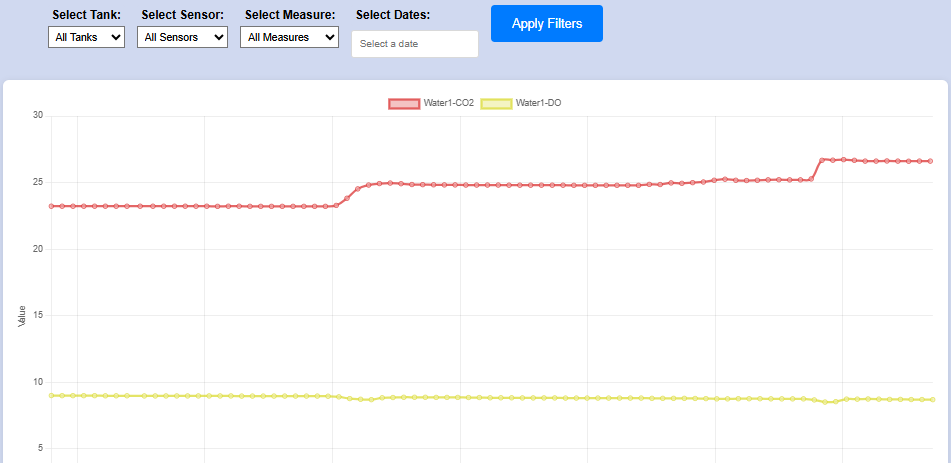 Select Tank: Select Sensor: Select Measure: Select Dates:
All Tanks All Sensors All Measures Select a date Apply Filters
Water1-CO2 Water1-DO
30
25
20
15
Value
10
5